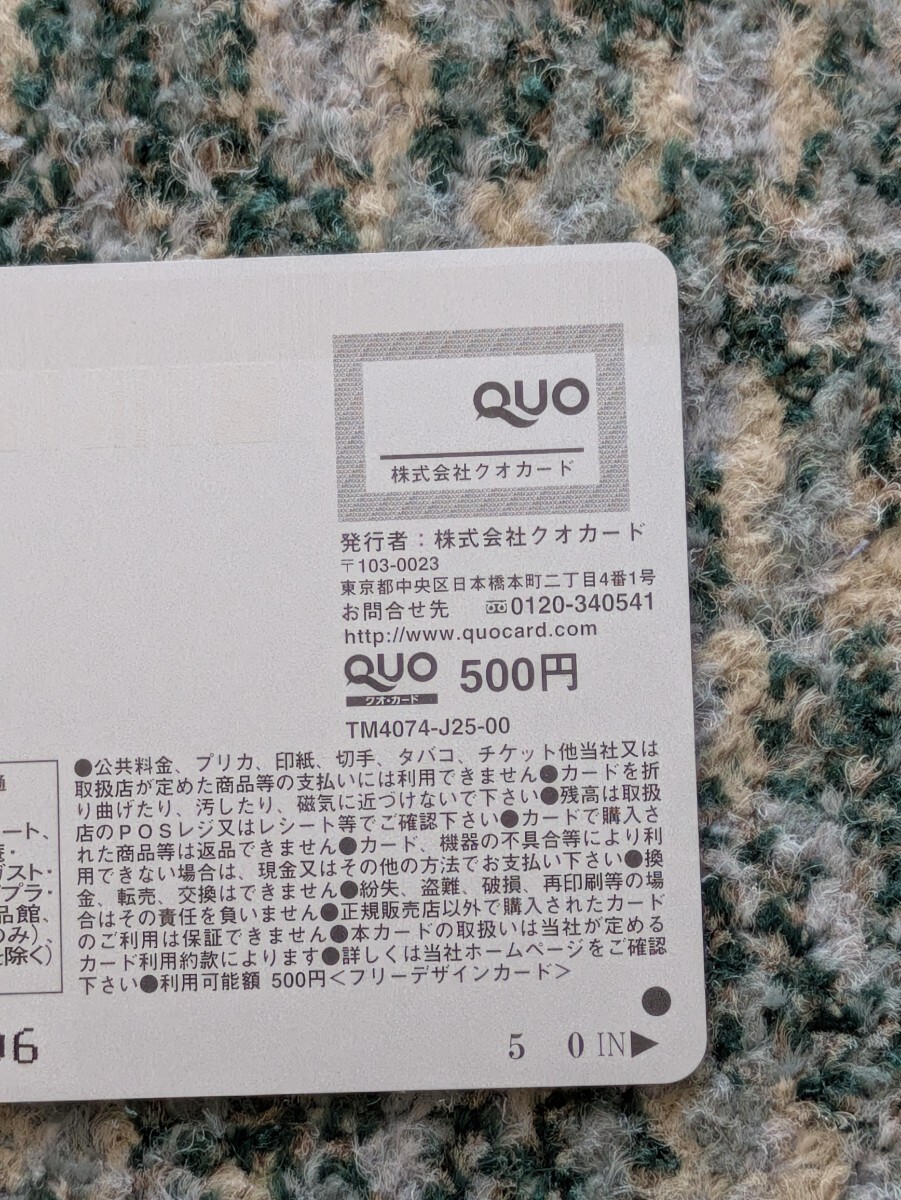 QUO
株式会社クオカード
発行者：株式会社クオカード
〒103-0023
東京都中央区日本橋本町二丁目4番1号
お問合せ先 0120-340541
http://www.quocard.com
QUO 500円
クオ・カード
TM4074-J25-00
●公共料金、プリカ、印紙、切手、タバコ、チケット他当社又は
取扱店が定めた商品等の支払いには利用できません●カードを折
り曲げたり、汚したり、磁気に近づけないで下さい●残高は取扱
店のPOSレジ又はレシート等でご確認下さい●カードで購入さ
れた商品等は返品できません●カード、機器の不具合等により利
用できない場合は、現金又はその他の方法でお支払い下さい●換
金、転売、交換はできません●紛失、盗難、破損、再印刷等の場
合はその責任を負いません●正規販売店以外で購入されたカード
のご利用は保証できません●本カードの取扱いは当社が定める
カード利用約款によります●詳しくは当社ホームページをご確認
下さい●利用可能額 500円<フリーデザインカード>
通
ート、
ガスト・
プラ・
品館、
のみ)、
を除く)
06
5 0 IN▶